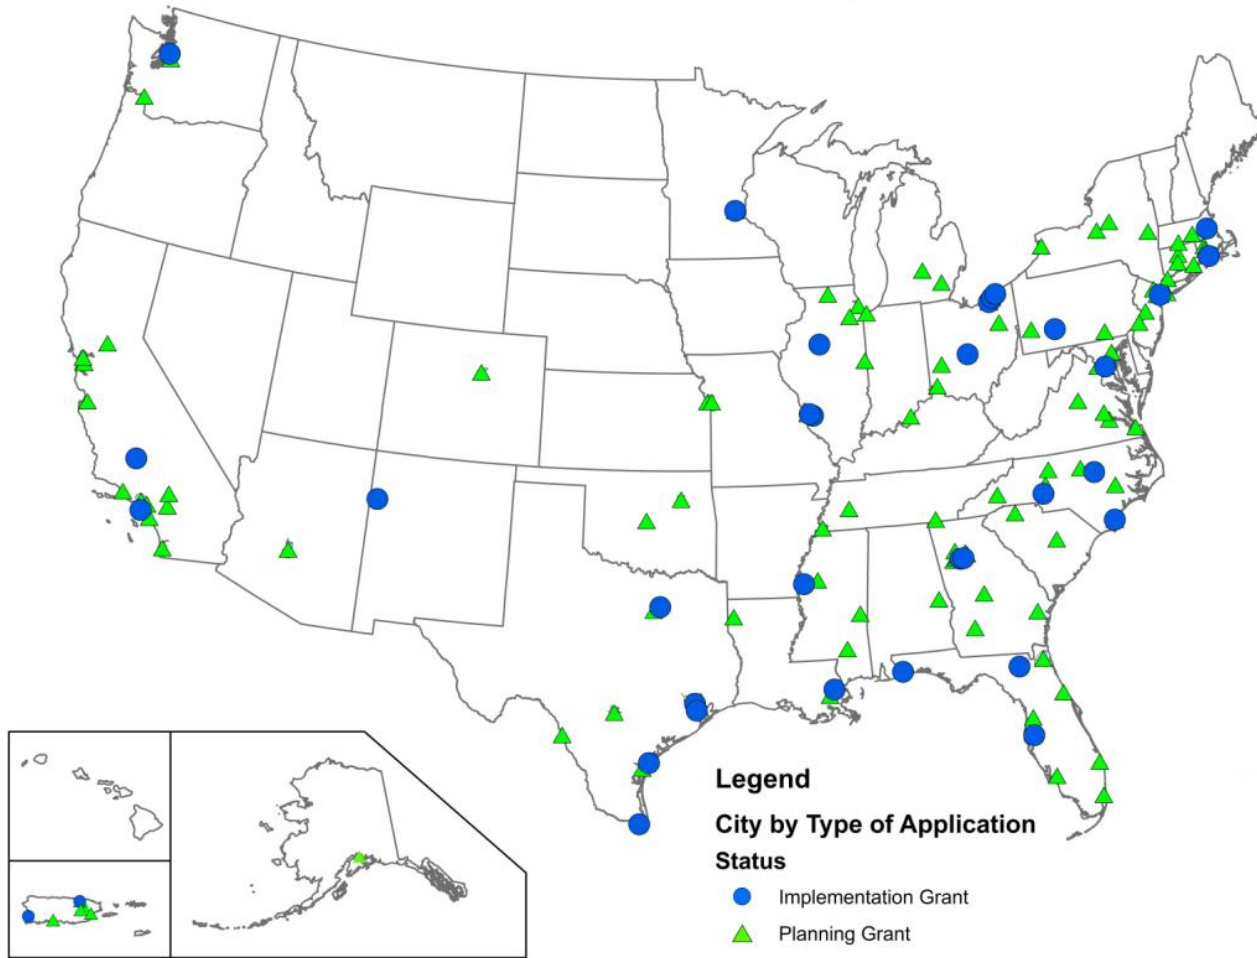 Legend
City by Type of Application
Status
Implementation Grant
Planning Grant